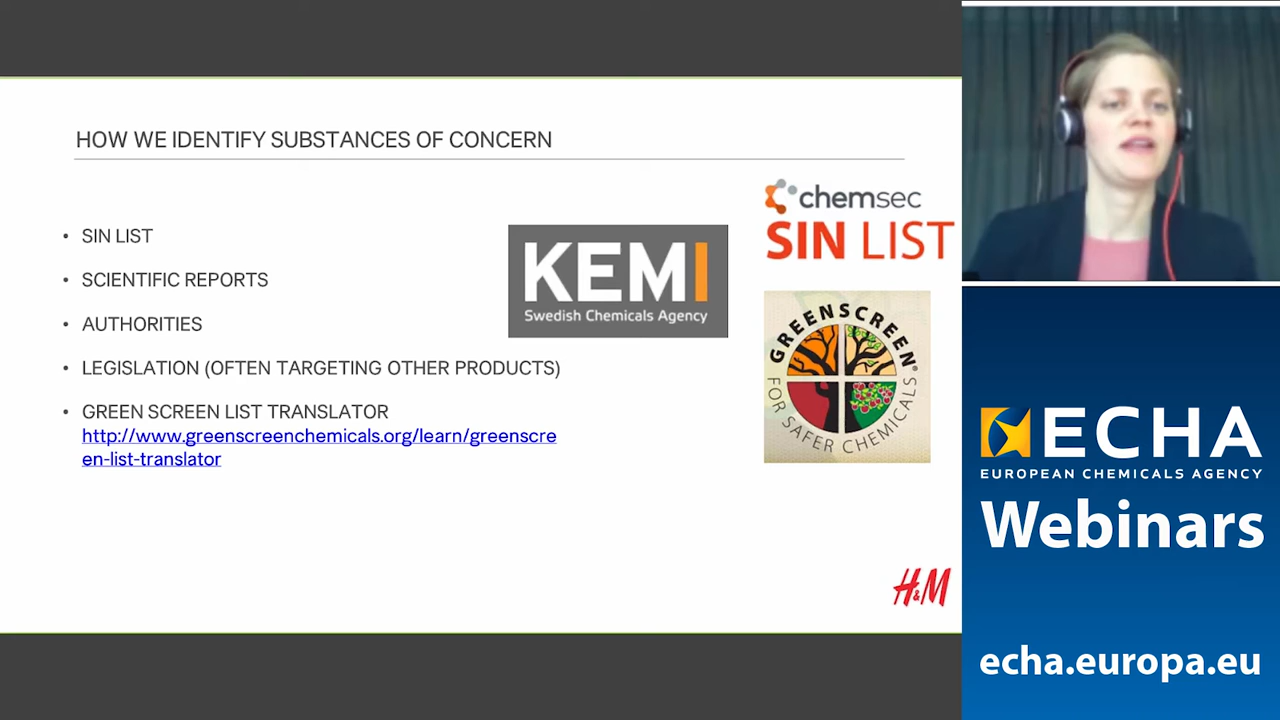 HOW WE IDENTIFY SUBSTANCES OF CONCERN
• SIN LIST
• SCIENTIFIC REPORTS
• AUTHORITIES
• LEGISLATION (OFTEN TARGETING OTHER PRODUCTS)
• GREEN SCREEN LIST TRANSLATOR
http://www.greenscreenchemicals.org/learn/greenscre
en-list-translator
KEMI
Swedish Chemicals Agency
chemsec
SIN LIST
GREENSCREEN®
FOR SAFER CHEMICALS
H&M
ECHA
EUROPEAN CHEMICALS AGENCY
Webinars
echa.europa.eu